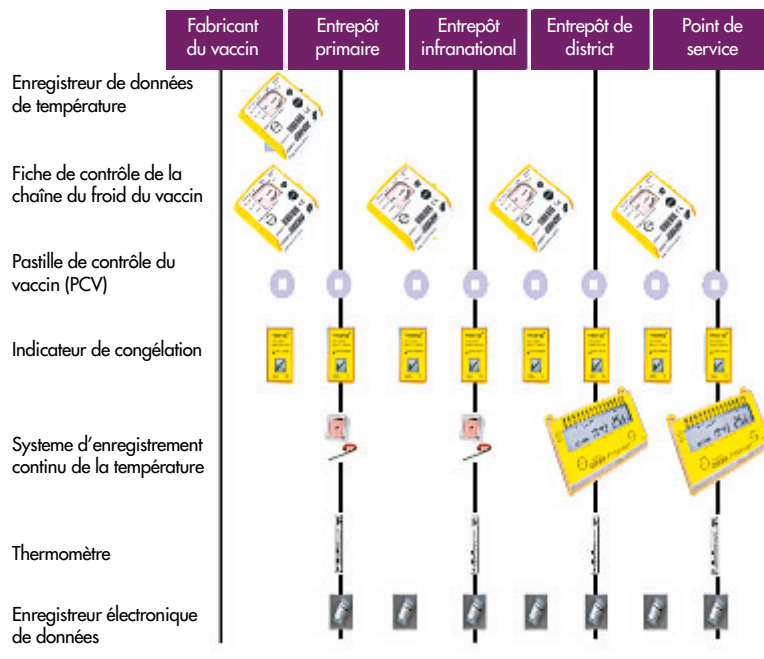 Fabricant
du vaccin
Entrepôt
primaire
Entrepôt
infranational
Entrepôt de
district
Point de
service
Enregistreur de données
de température
Fiche de contrôle de la
chaîne du froid du vaccin
Pastille de contrôle du
vaccin (PCV)
Indicateur de congélation
Systeme d'enregistrement
continu de la température
Thermomètre
Enregistreur électronique
de données